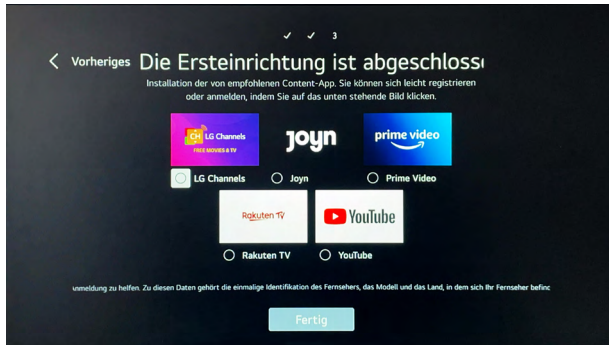 3
Vorheriges Die Ersteinrichtung ist abgeschlosse
Installation der von empfohlenen Content-App. Sie können sich leicht registrieren
oder anmelden, indem Sie auf das unten stehende Bild klicken.
CH LG Channels
FREE MOVIES & TV
Joyn
prime video
LG Channels
Joyn
Prime Video
Rakuten TV
YouTube
Rakuten TV
YouTube
nmeldung zu helfen. Zu diesen Daten gehört die einmalige Identifikation des Fernsehers, das Modell und das Land, in dem sich Ihr Fernseher befinc
Fertig